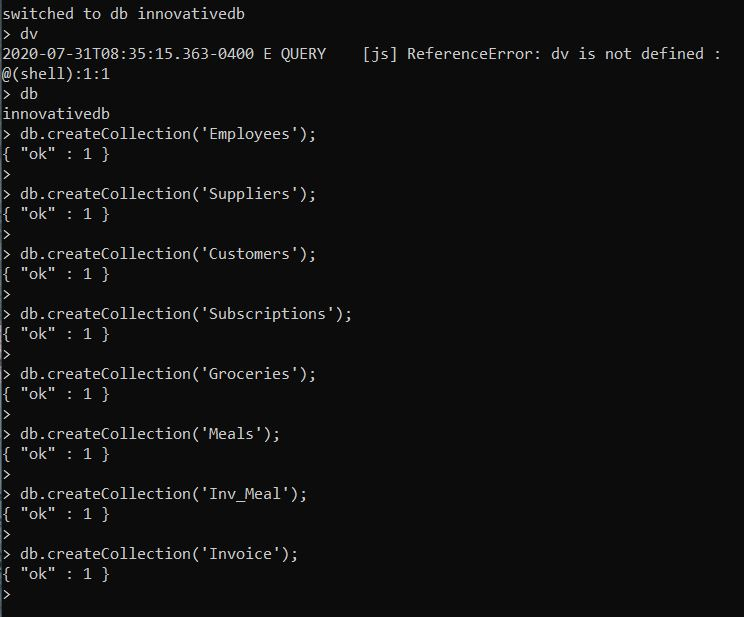 switched to db innovativedb
> dv
2020-07-31T08:35:15.363-0400 E QUERY    [js] ReferenceError: dv is not defined :
@(shell):1:1
> db
innovativedb
> db.createCollection('Employees');
{ "ok" : 1 }
>
> db.createCollection('Suppliers');
{ "ok" : 1 }
>
> db.createCollection('Customers');
{ "ok" : 1 }
>
> db.createCollection('Subscriptions');
{ "ok" : 1 }
>
> db.createCollection('Groceries');
{ "ok" : 1 }
>
> db.createCollection('Meals');
{ "ok" : 1 }
>
> db.createCollection('Inv_Meal');
{ "ok" : 1 }
>
> db.createCollection('Invoice');
{ "ok" : 1 }
>